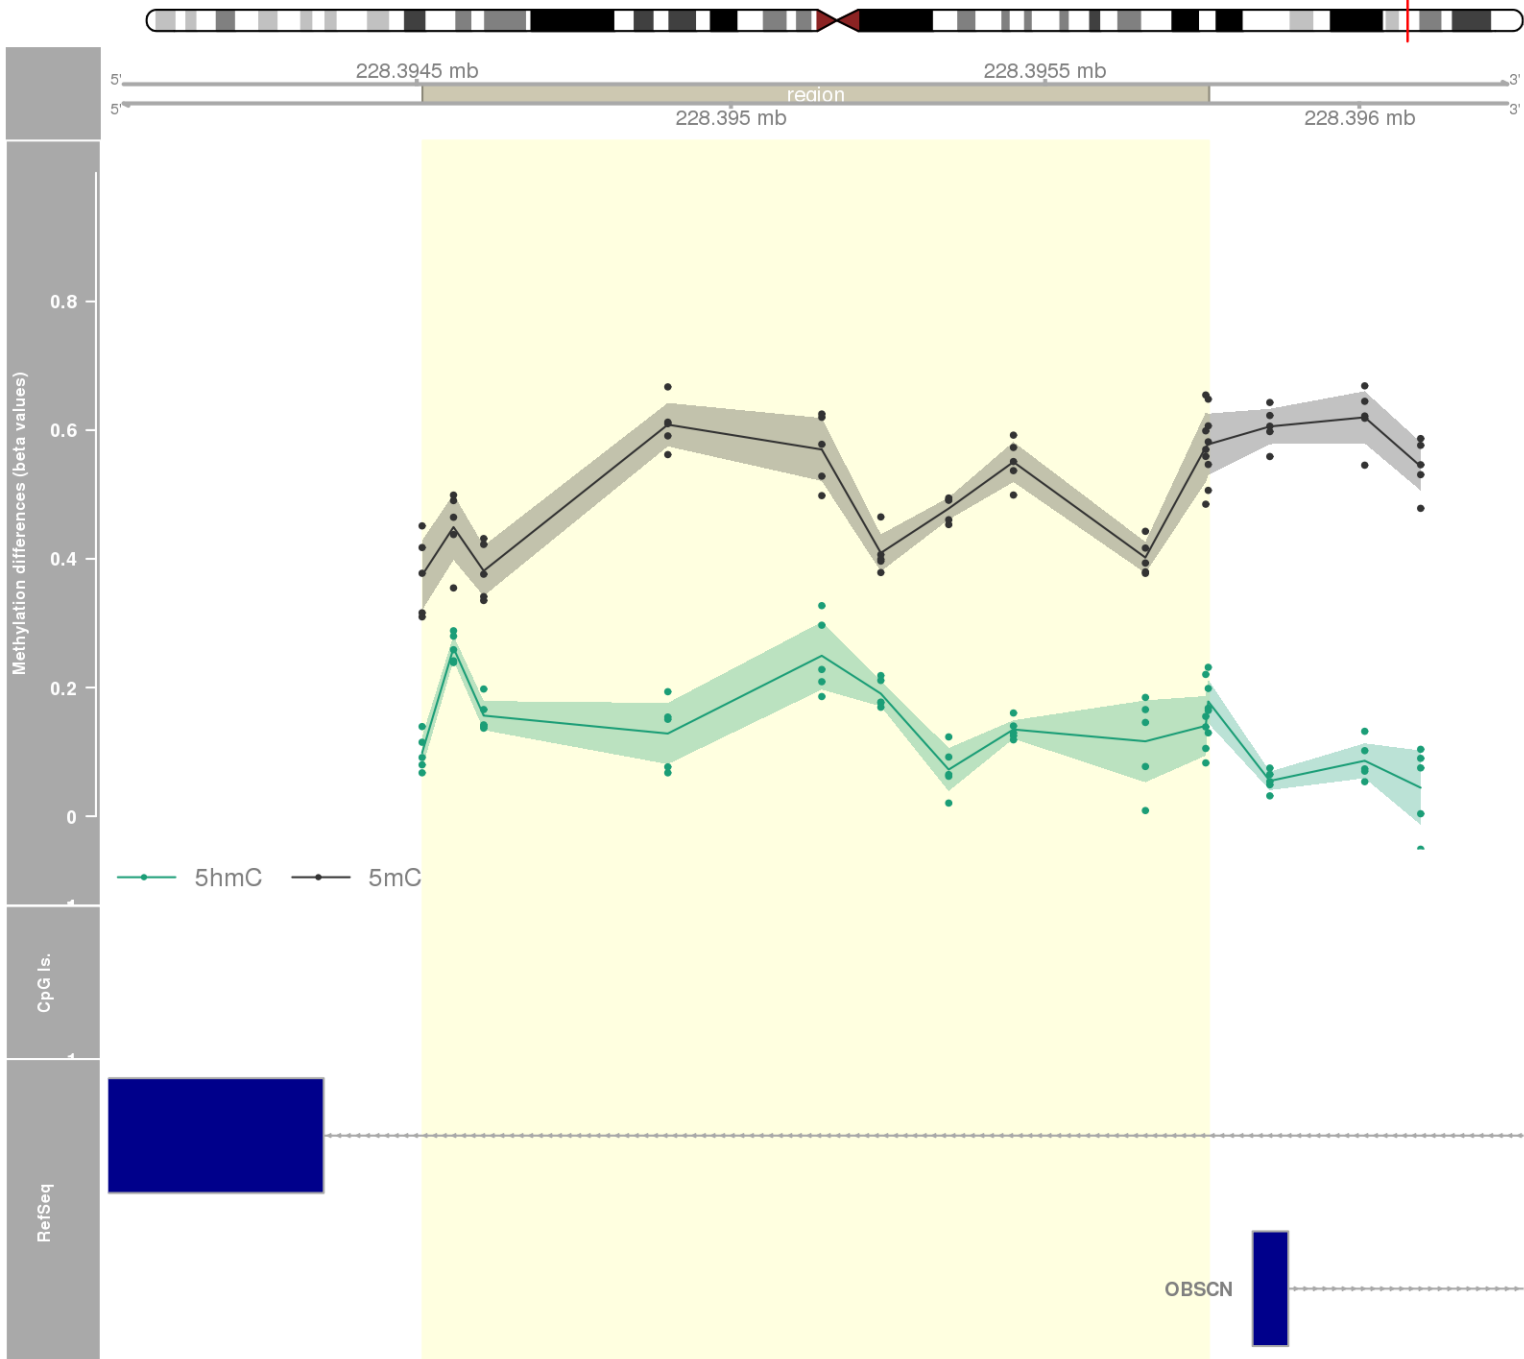 228.3945 mb
228.3955 mb
5'
3'
region
5'
3'
228.395 mb
228.396 mb
Methylation differences (beta values)
0.8
0.6
0.4
0.2
0
5hmC
5mC
CpG Is.
RefSeq
OBSCN